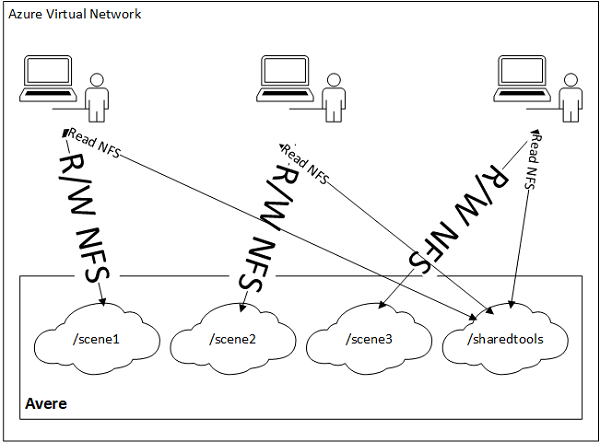 Azure Virtual Network
Read NFS
R/W NFS
Read NFS
R/W NFS
Read NFS
R/W NFS
/scene1
/scene2
/scene3
/sharedtools
Avere